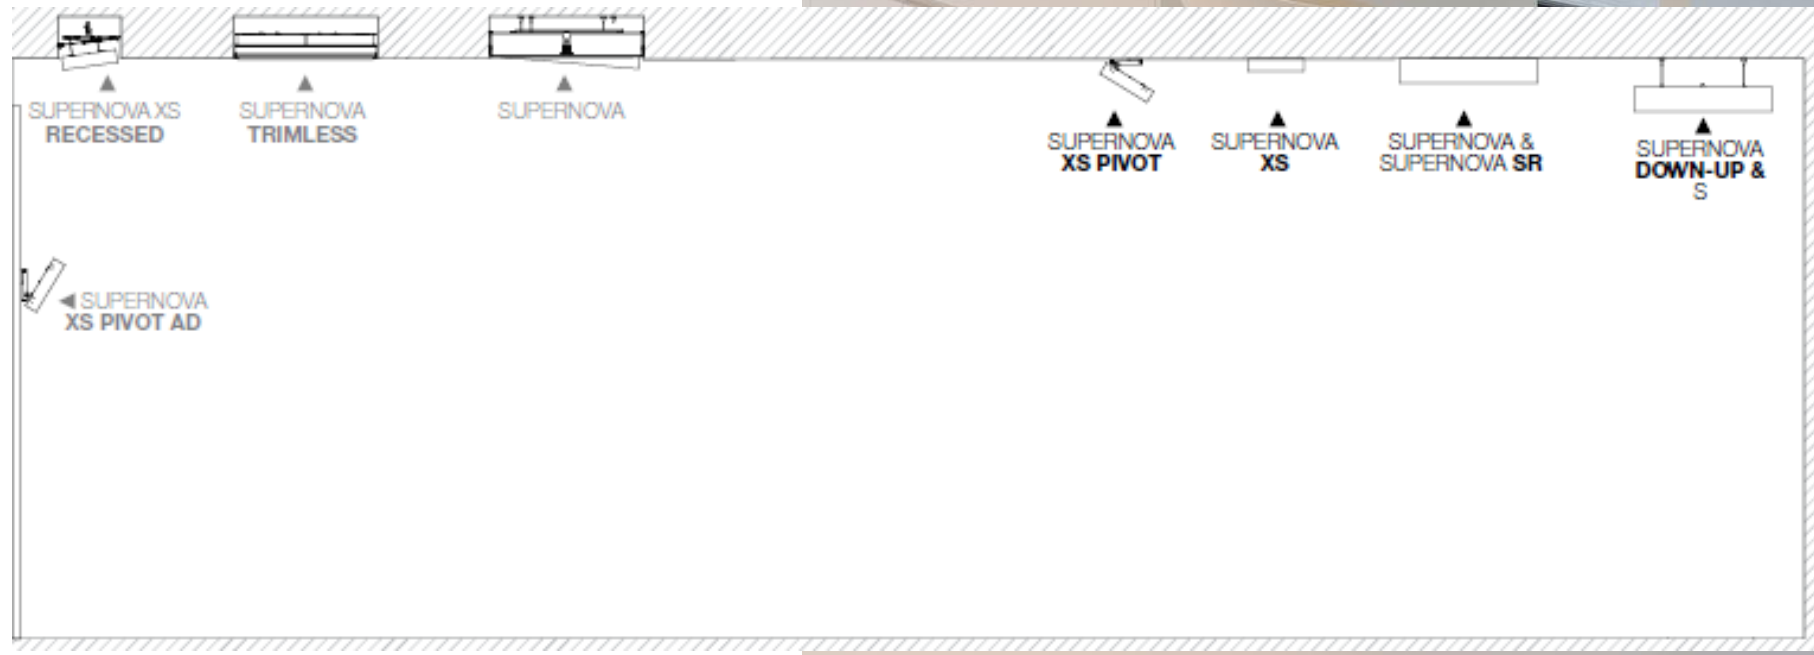 SUPERNOVA XS
RECESSED
SUPERNOVA
TRIMLESS
SUPERNOVA
SUPERNOVA
XS PIVOT
SUPERNOVA
XS
SUPERNOVA &
SUPERNOVA SR
SUPERNOVA
DOWN-UP &
S
SUPERNOVA
XS PIVOT AD